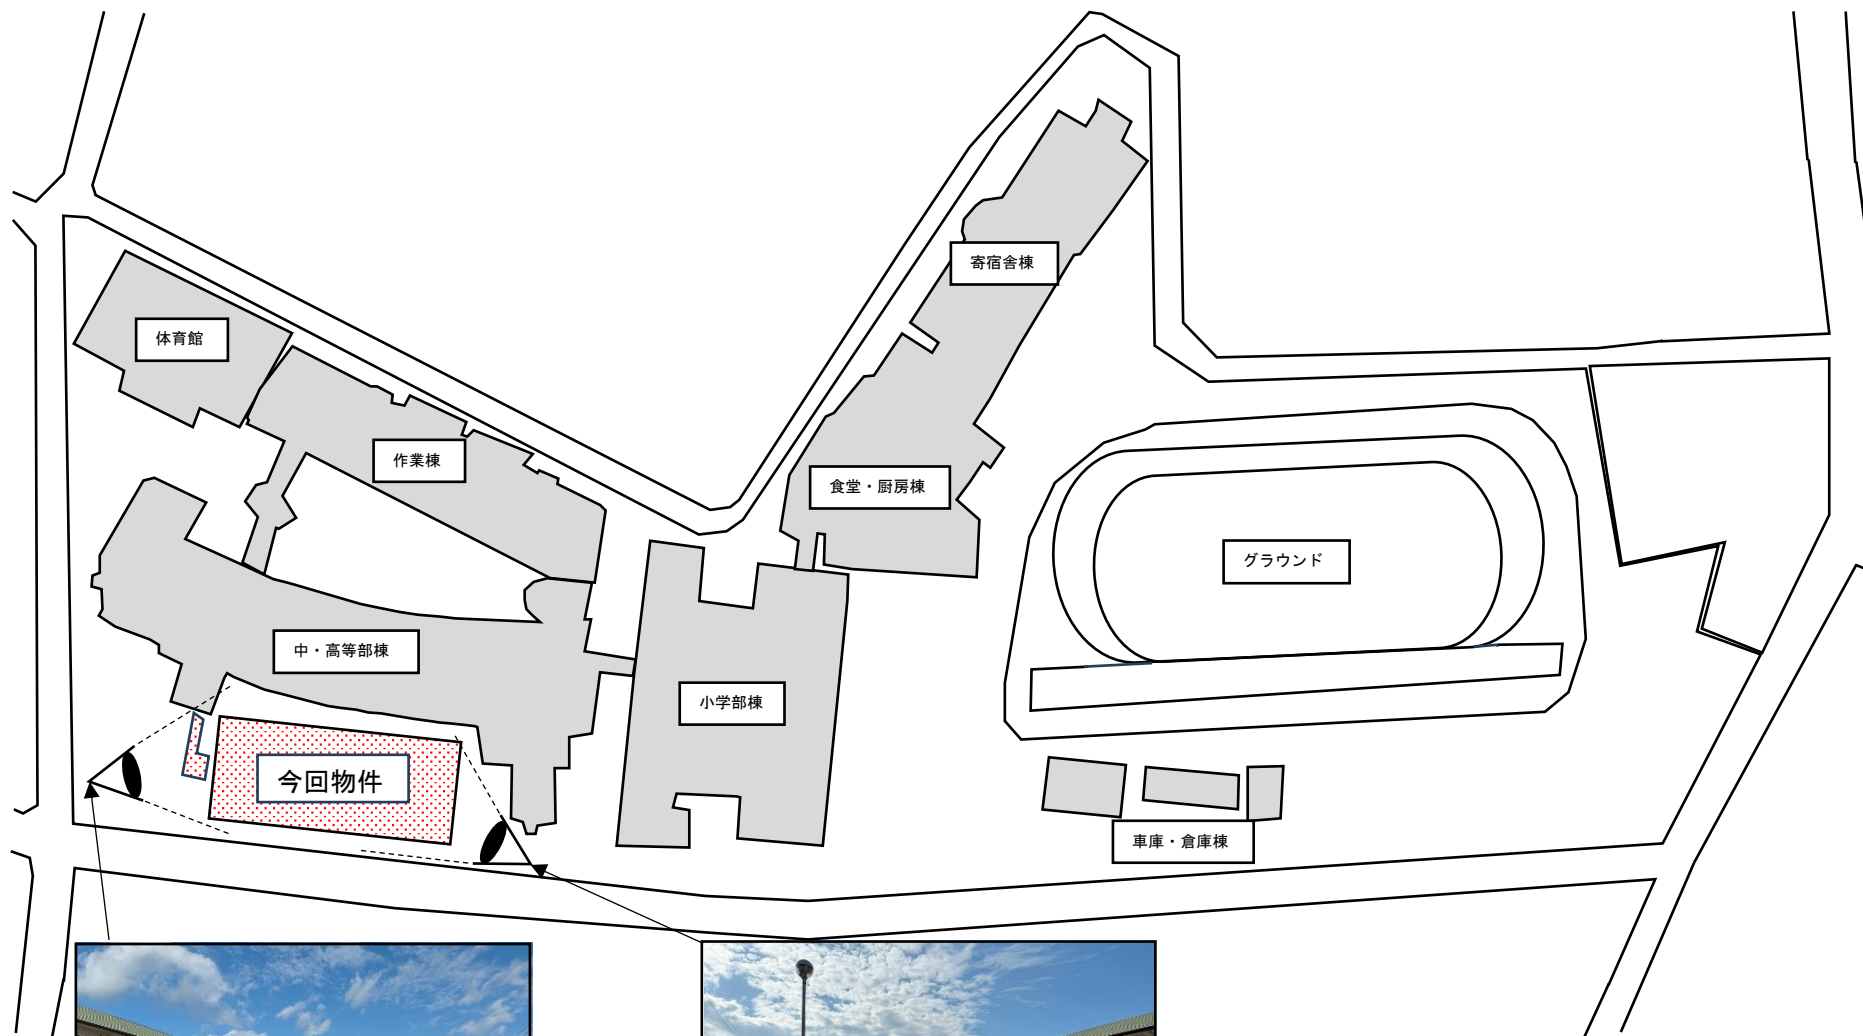 寄宿舎棟
体育館
作業棟
食堂・厨房棟
グラウンド
中・高等部棟
小学部棟
今回物件
車庫・倉庫棟